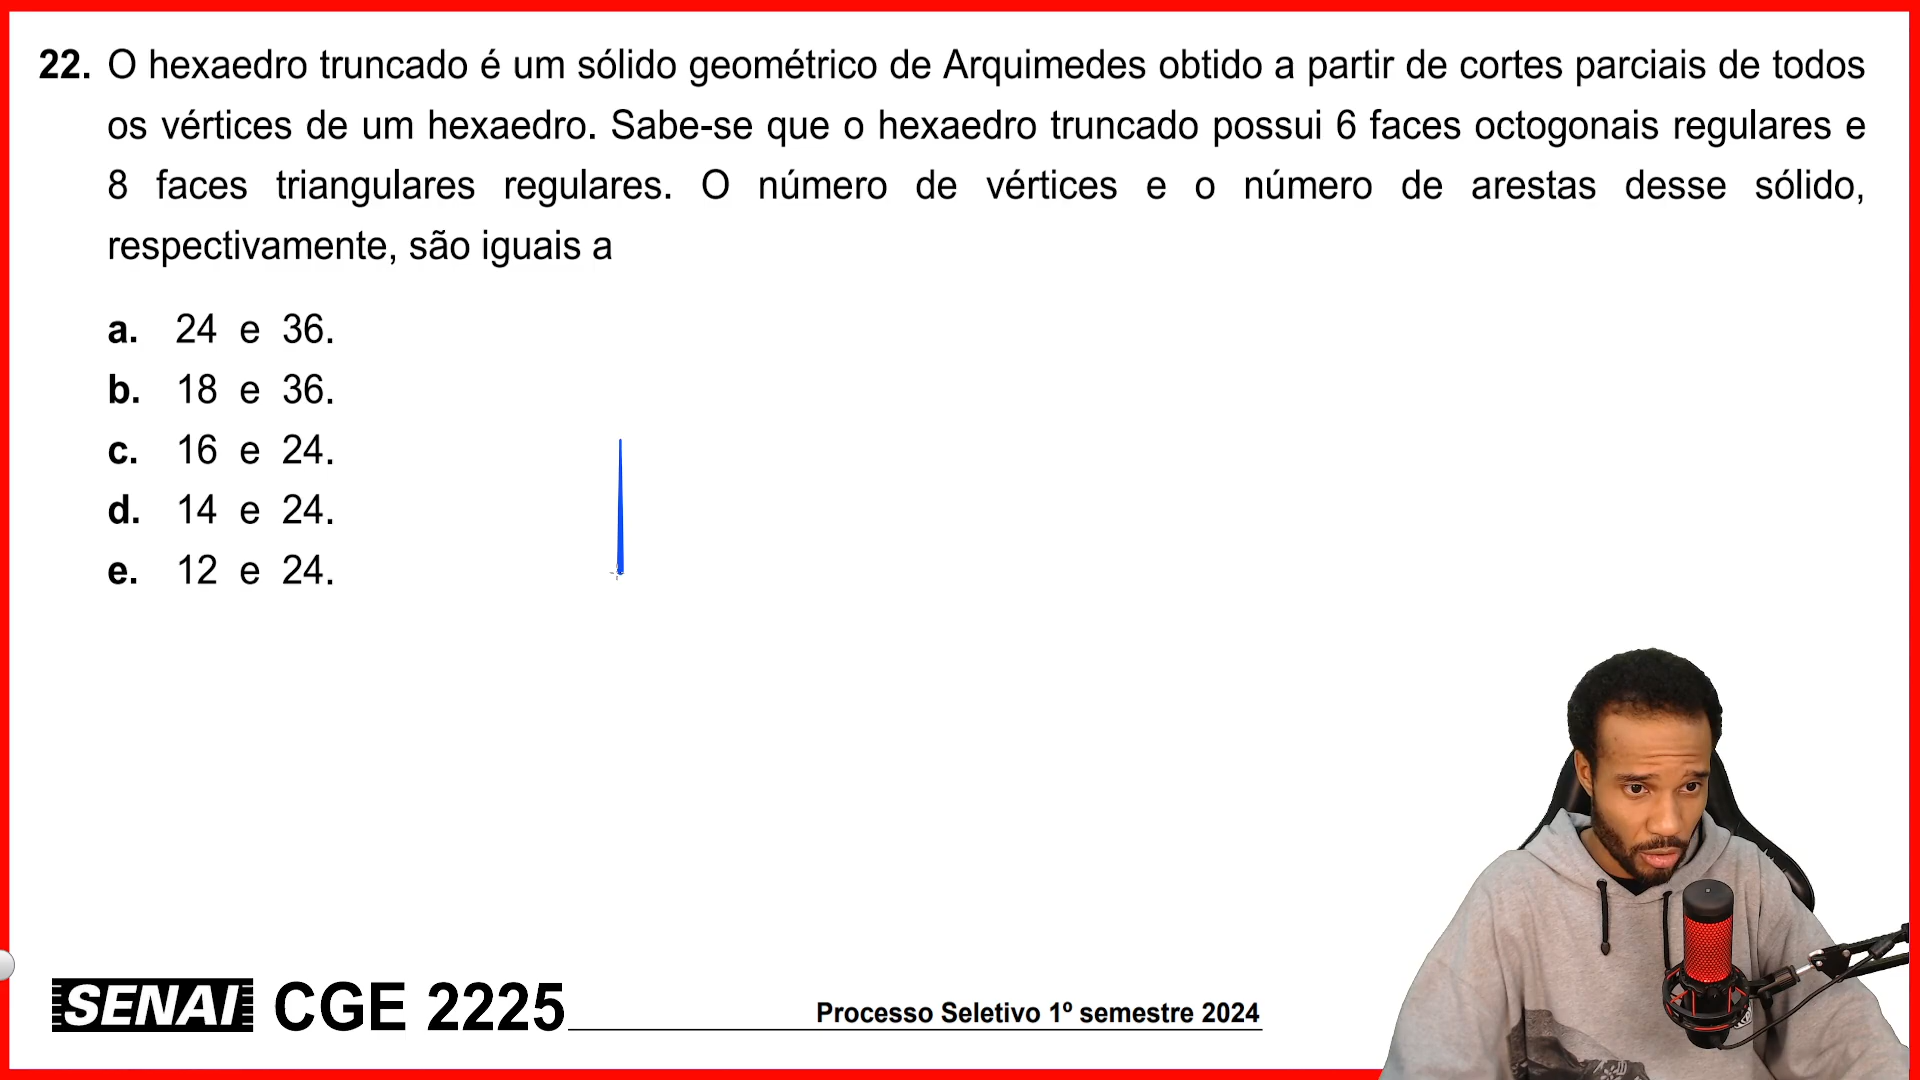 22. O hexaedro truncado é um sólido geométrico de Arquimedes obtido a partir de cortes parciais de todos
os vértices de um hexaedro. Sabe-se que o hexaedro truncado possui 6 faces octogonais regulares e
8 faces triangulares regulares. O número de vértices e o número de arestas desse sólido,
respectivamente, são iguais a
a. 24 e 36.
b. 18 e 36.
c. 16 e 24.
d. 14 e 24.
e. 12 e 24.
SENAI CGE 2225 Processo Seletivo 1º semestre 2024